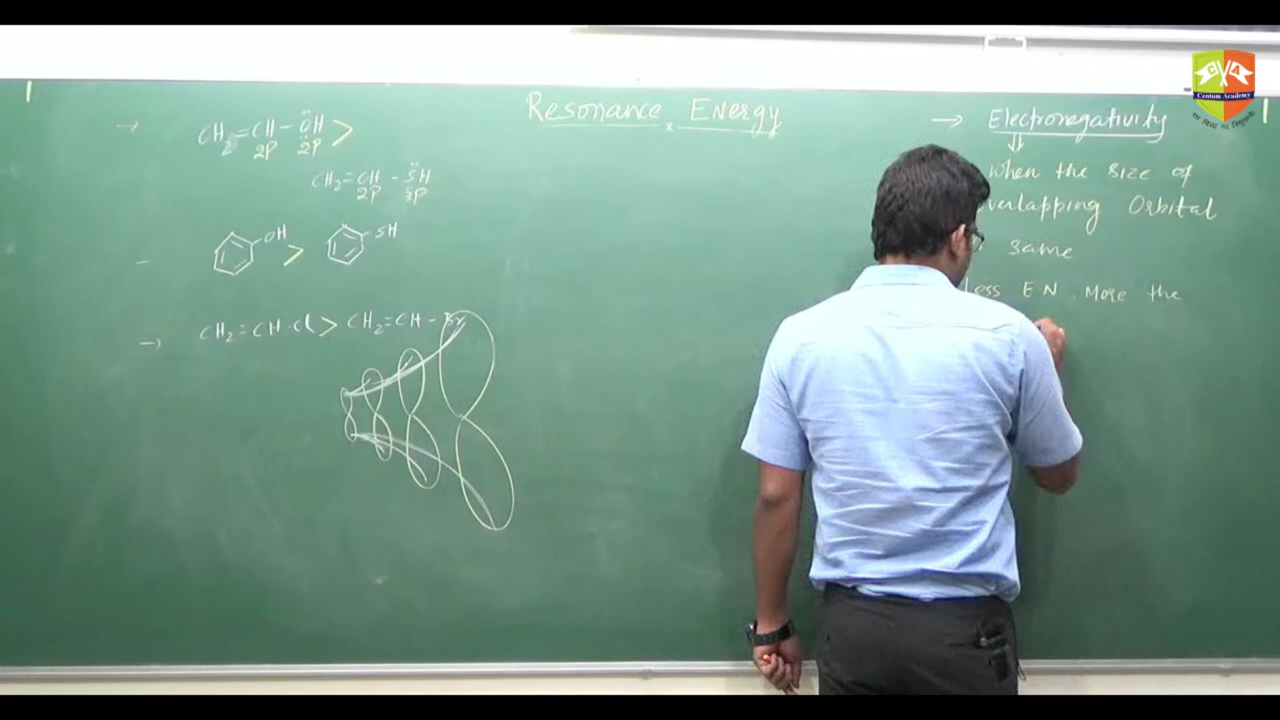 Resonance Energy
→ CH2=CH-ÖH >
2p 2p
CH2=CH-S̈H
2p 3p
OH > SH
→ CH2=CH-Cl > CH2=CH-Br
→ Electronegativity
⇓
When the size of
overlapping Orbital
same
Less EN, More the
Centum Academy